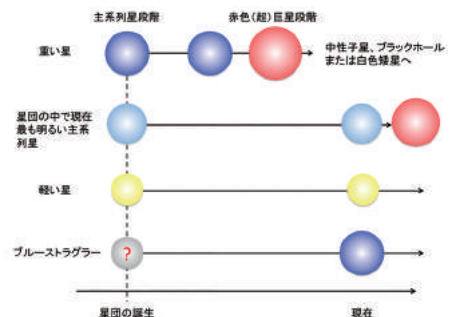 主系列星段階
赤色(超)巨星段階
重い星
中性子星、ブラックホール
または白色矮星へ
星団の中で現在
最も明るい主系
列星
軽い星
ブルーストラグラー
?
星団の誕生
現在